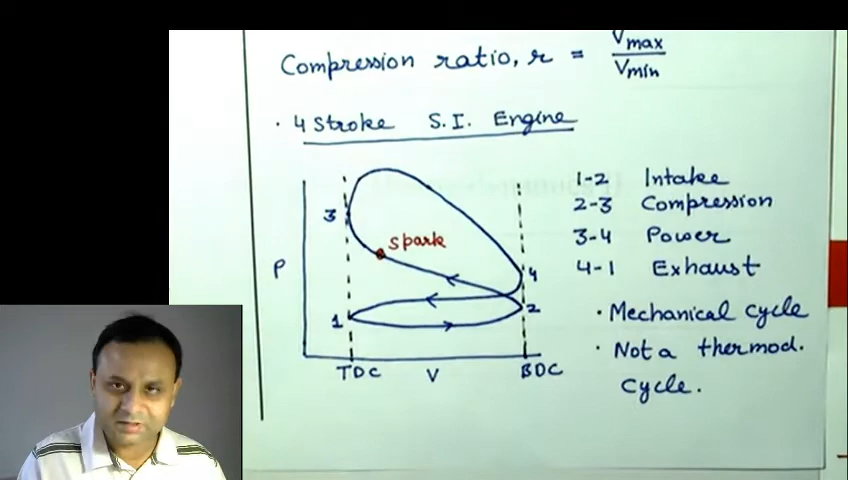 Compression ratio, r = Vmax / Vmin
· 4 Stroke S.I. Engine
1-2 Intake
2-3 Compression
3-4 Power
4-1 Exhaust
· Mechanical cycle
· Not a thermod.
cycle.
3
spark
4
P
1
2
TDC V BDC